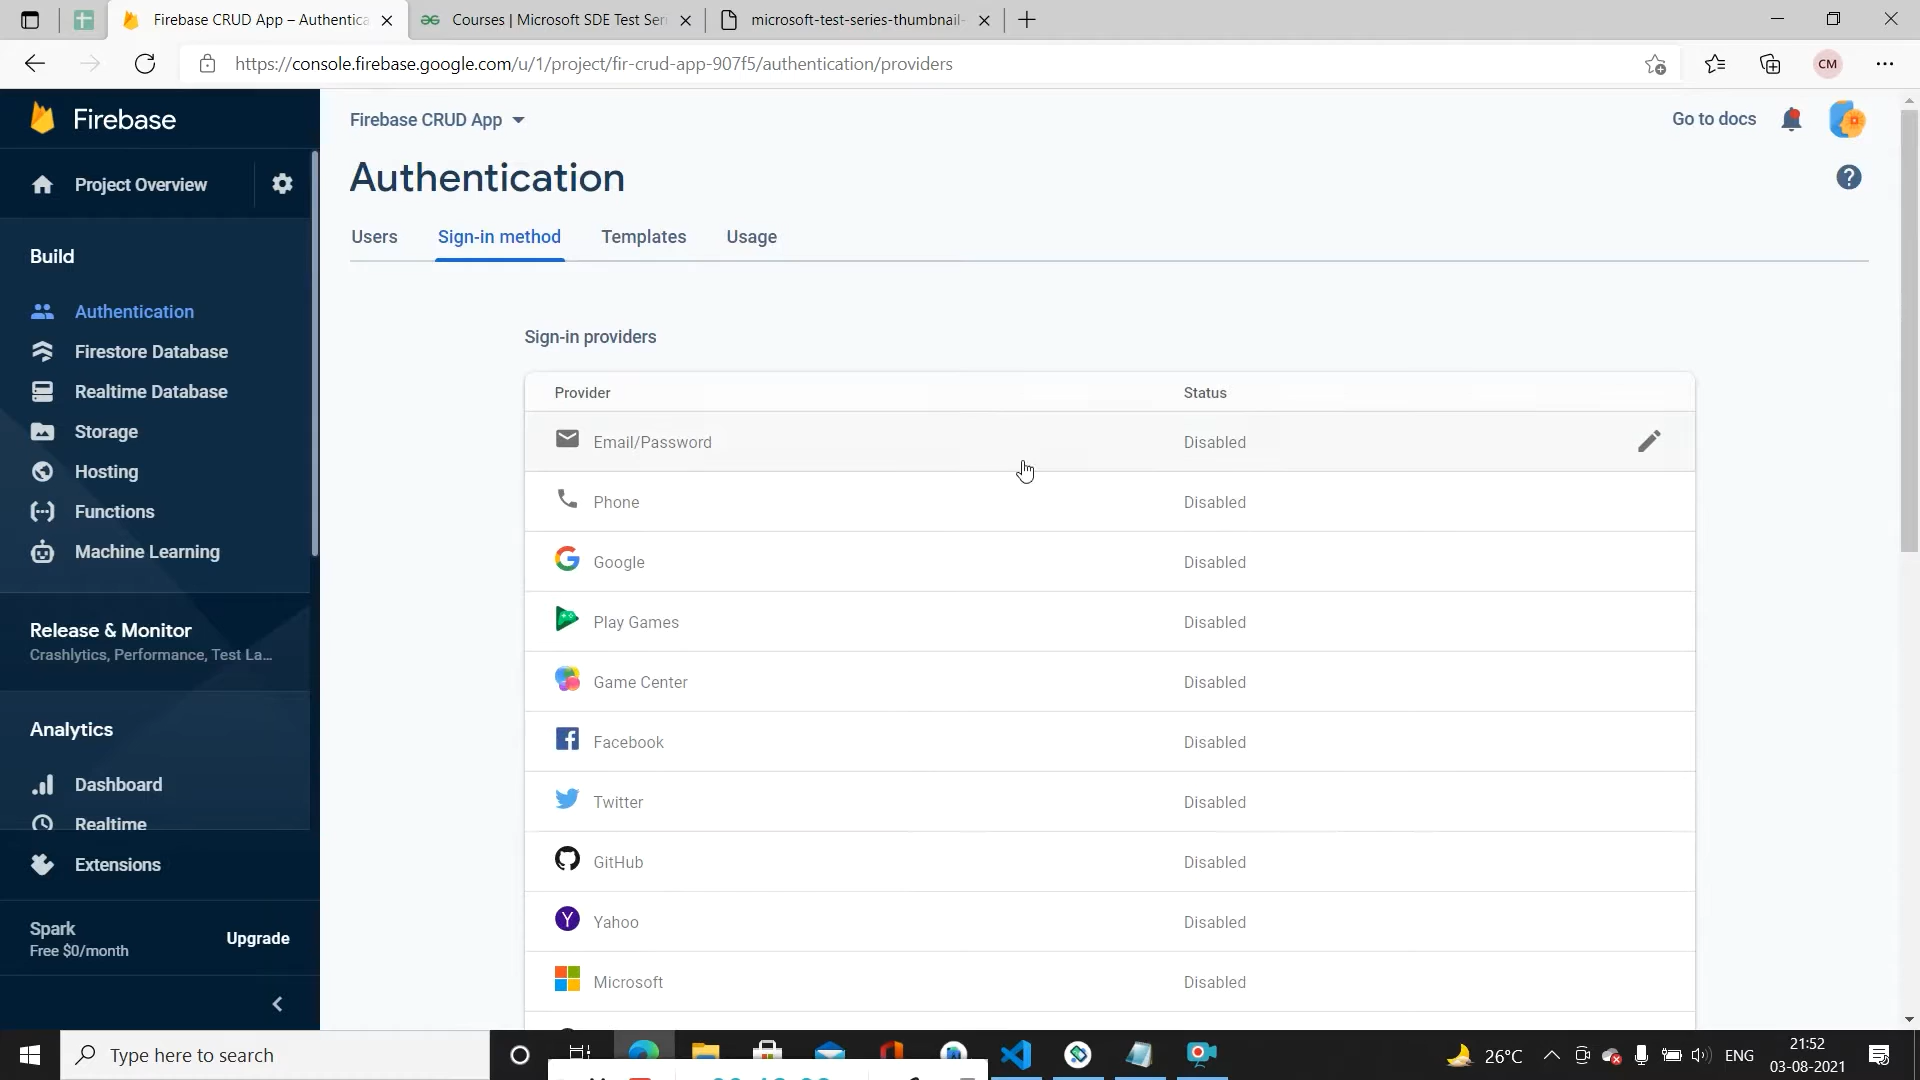 Firebase CRUD App – Authentica
Courses | Microsoft SDE Test Ser
microsoft-test-series-thumbnail-
https://console.firebase.google.com/u/1/project/fir-crud-app-907f5/authentication/providers
CM
Firebase
Project Overview
Build
Authentication
Firestore Database
Realtime Database
Storage
Hosting
Functions
Machine Learning
Release & Monitor
Crashlytics, Performance, Test La...
Analytics
Dashboard
Realtime
Extensions
Spark
Free $0/month
Upgrade
Firebase CRUD App
Go to docs
Authentication
Users
Sign-in method
Templates
Usage
Sign-in providers
Provider Status
Email/Password Disabled
Phone Disabled
Google Disabled
Play Games Disabled
Game Center Disabled
Facebook Disabled
Twitter Disabled
GitHub Disabled
Yahoo Disabled
Microsoft Disabled
Type here to search
26°C
ENG
21:52
03-08-2021